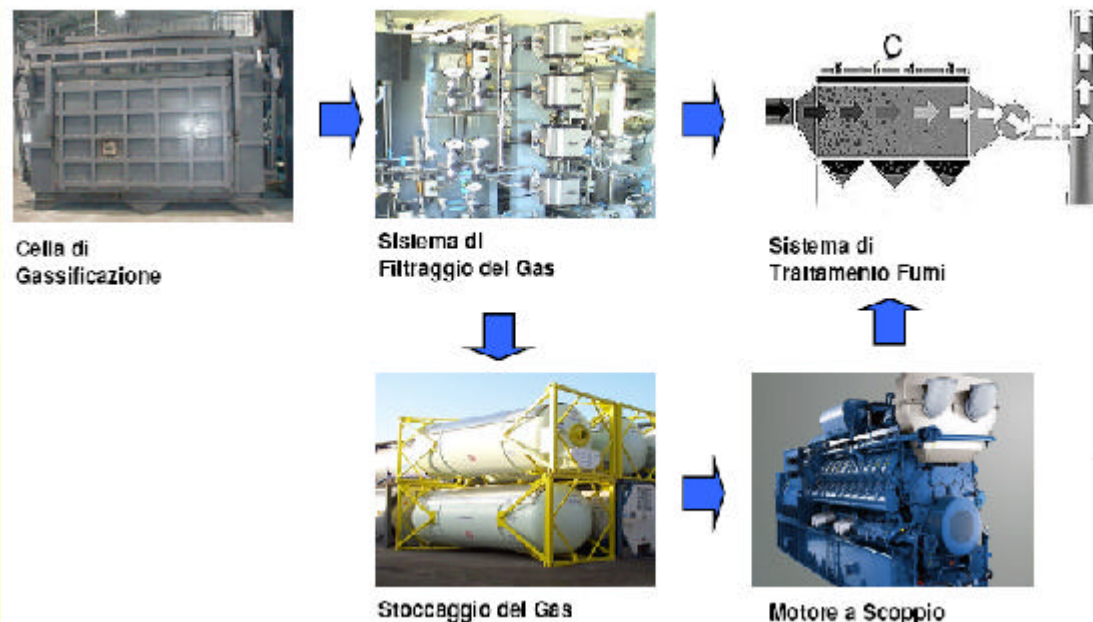 C
Cella di
Gassificazione
Sistema di
Filtraggio del Gas
Sistema di
Trattamento Fumi
Stoccaggio del Gas
Motore a Scoppio